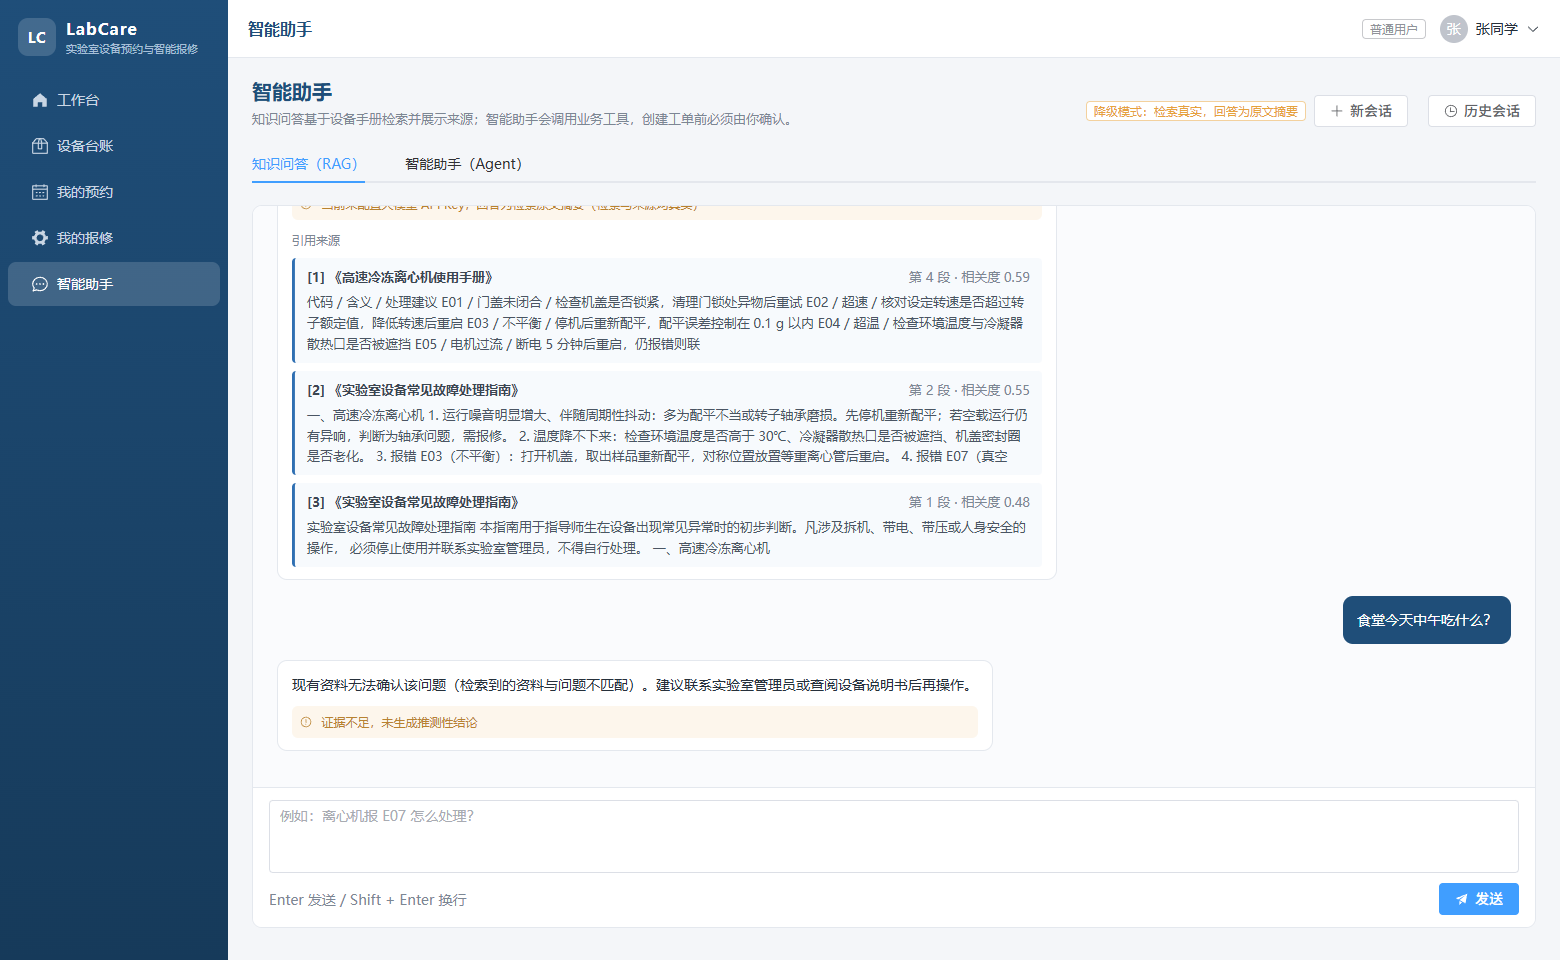 LC
LabCare
实验室设备预约与智能报修
工作台
设备台账
我的预约
我的报修
智能助手
智能助手
普通用户
张
张同学
智能助手
知识问答基于设备手册检索并展示来源；智能助手会调用业务工具，创建工单前必须由你确认。
降级模式：检索真实，回答为原文摘要
新会话
历史会话
知识问答（RAG）
智能助手（Agent）
引用来源
[1] 《高速冷冻离心机使用手册》
第 4 段 · 相关度 0.59
代码 / 含义 / 处理建议 E01 / 门盖未闭合 / 检查机盖是否锁紧，清理门锁处异物后重试 E02 / 超速 / 核对设定转速是否超过转
子额定值，降低转速后重启 E03 / 不平衡 / 停机后重新配平，配平误差控制在 0.1 g 以内 E04 / 超温 / 检查环境温度与冷凝器
散热口是否被遮挡 E05 / 电机过流 / 断电 5 分钟后重启，仍报错则联
[2] 《实验室设备常见故障处理指南》
第 2 段 · 相关度 0.55
一、高速冷冻离心机 1. 运行噪音明显增大、伴随周期性抖动：多为配平不当或转子轴承磨损。先停机重新配平；若空载运行仍
有异响，判断为轴承问题，需报修。 2. 温度降不下来：检查环境温度是否高于 30℃、冷凝器散热口是否被遮挡、机盖密封圈
是否老化。 3. 报错 E03（不平衡）：打开机盖，取出样品重新配平，对称位置放置等重离心管后重启。 4. 报错 E07（真空
[3] 《实验室设备常见故障处理指南》
第 1 段 · 相关度 0.48
实验室设备常见故障处理指南 本指南用于指导师生在设备出现常见异常时的初步判断。凡涉及拆机、带电、带压或人身安全的
操作， 必须停止使用并联系实验室管理员，不得自行处理。 一、高速冷冻离心机
食堂今天中午吃什么？
现有资料无法确认该问题（检索到的资料与问题不匹配）。建议联系实验室管理员或查阅设备说明书后再操作。
证据不足，未生成推测性结论
例如：离心机报 E07 怎么处理？
Enter 发送 / Shift + Enter 换行
发送